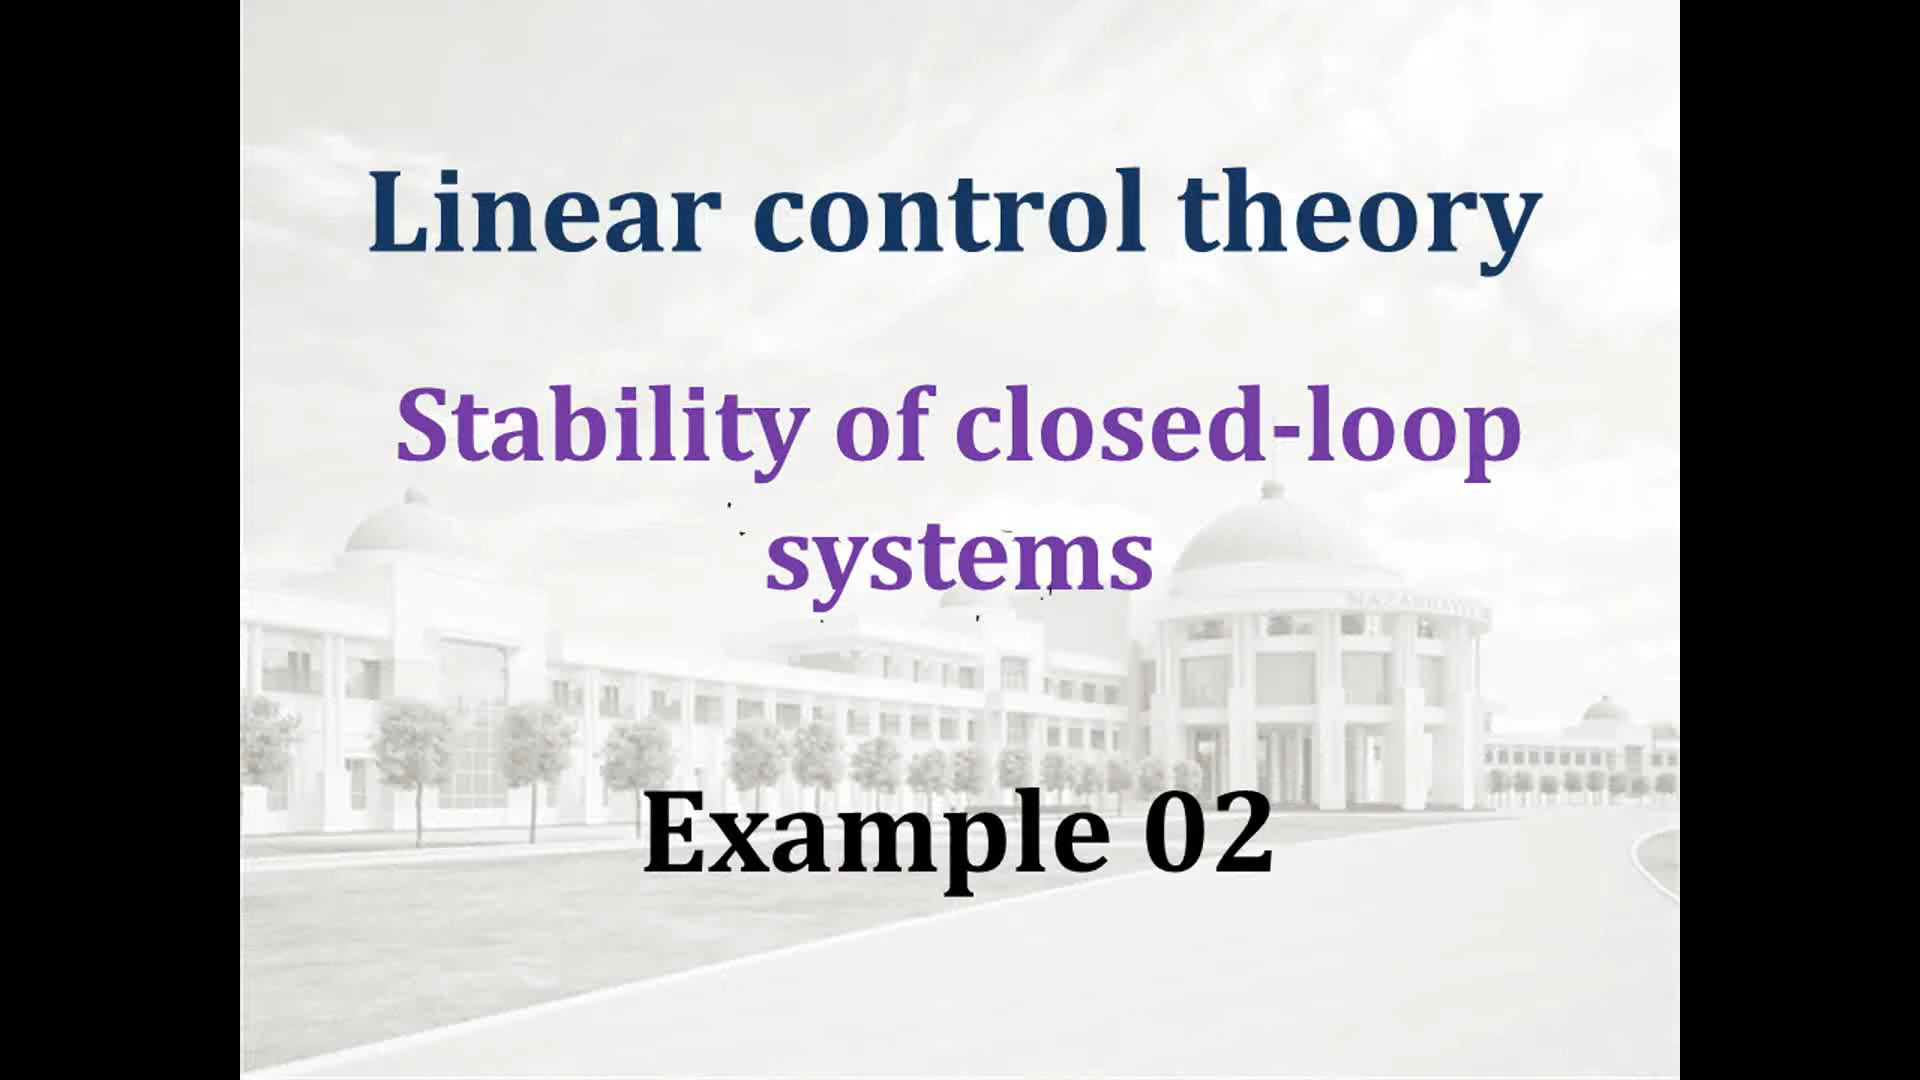 Linear control theory
Stability of closed-loop
systems
Example 02